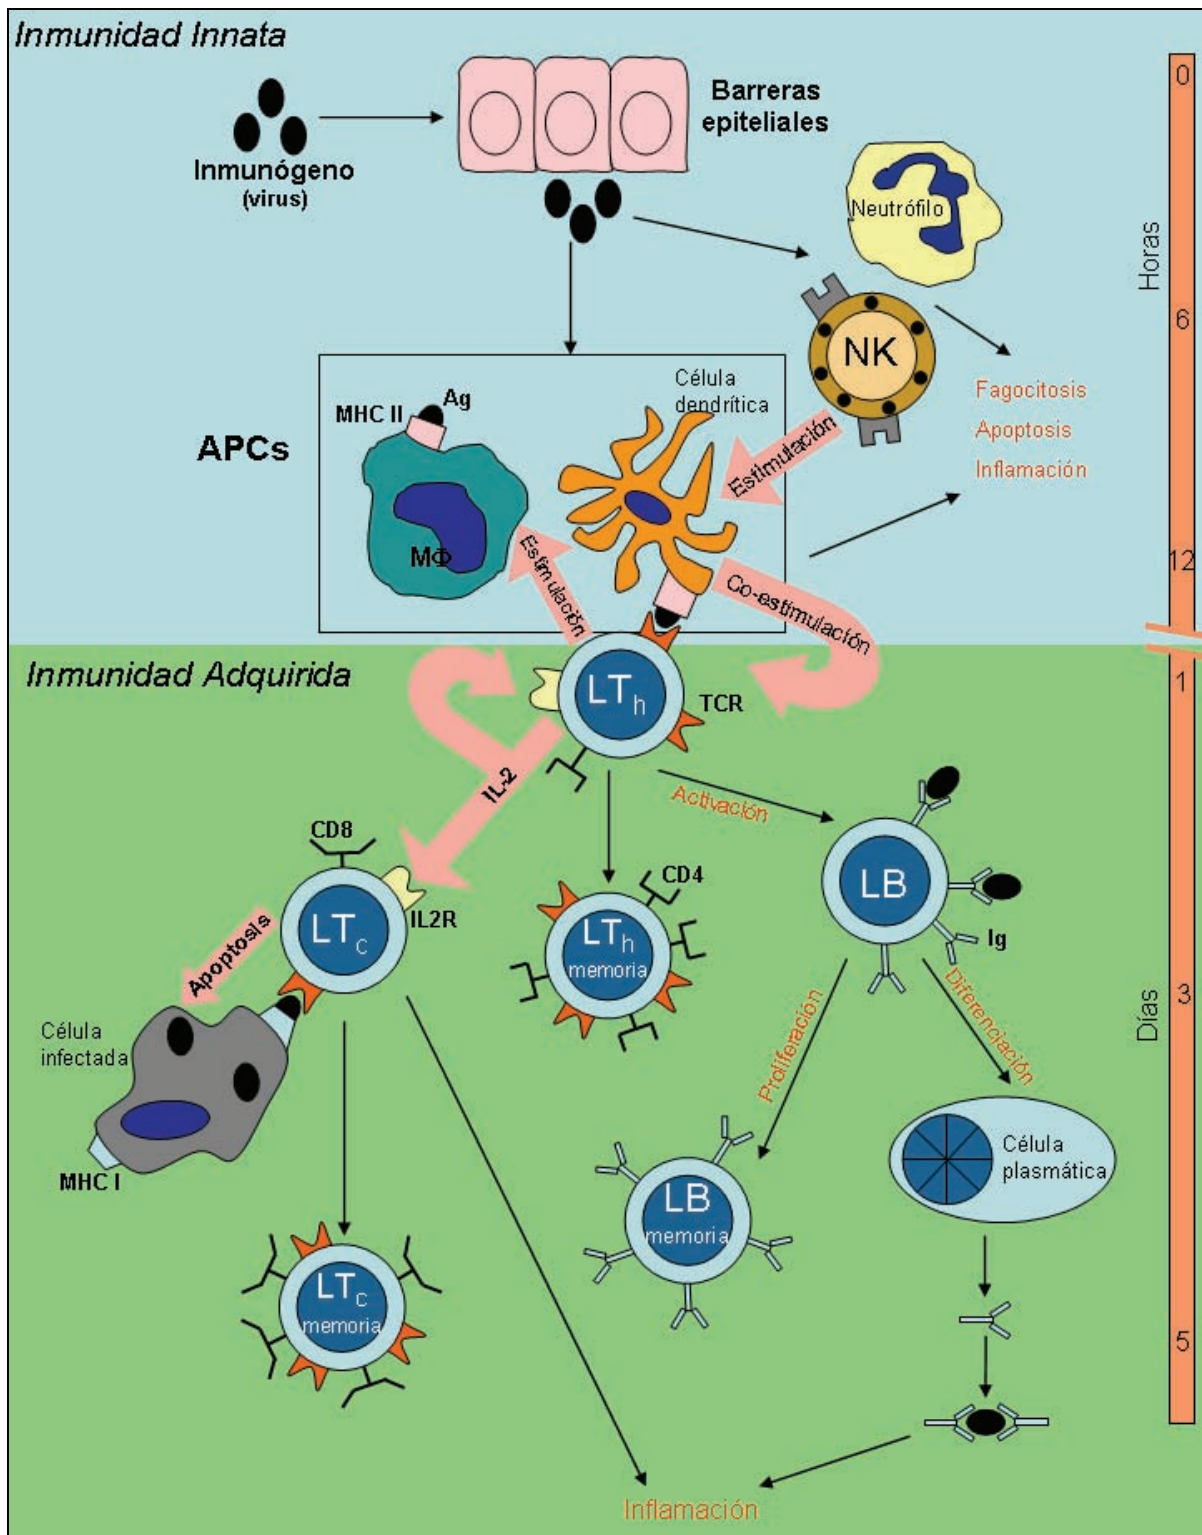 Inmunidad Innata
Inmunógeno
(virus)
Barreras
epiteliales
Neutrófilo
NK
Horas
0
6
12
Fagocitosis
Apoptosis
Inflamación
APCs
MHC II
Ag
MΦ
Célula
dendrítica
Estimulación
Estimulación
Co-estimulación
Inmunidad Adquirida
LTh
TCR
IL-2
Activación
CD8
LTc
IL2R
Apoptosis
Célula
infectada
MHC I
CD4
LTh
memoria
LB
Ig
Proliferación
Diferenciación
LB
memoria
Célula
plasmática
LTc
memoria
Inflamación
Días
1
3
5